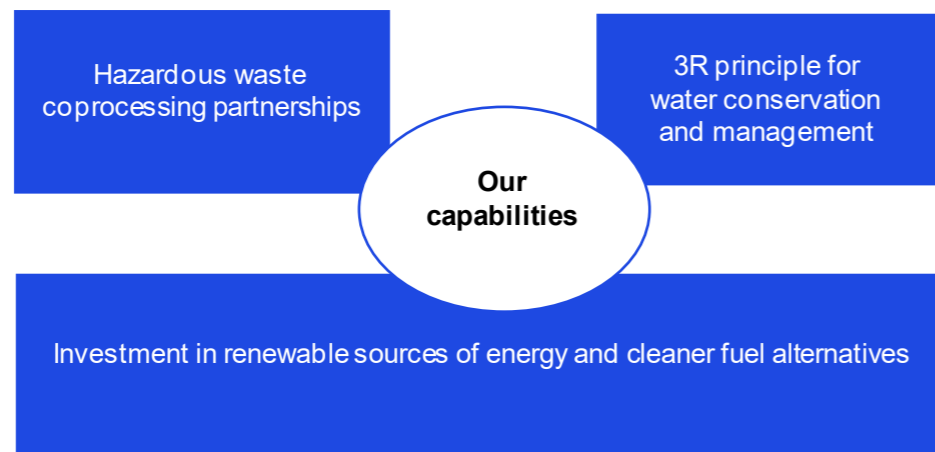 Hazardous waste
coprocessing partnerships
3R principle for
water conservation
and management
Our
capabilities
Investment in renewable sources of energy and cleaner fuel alternatives